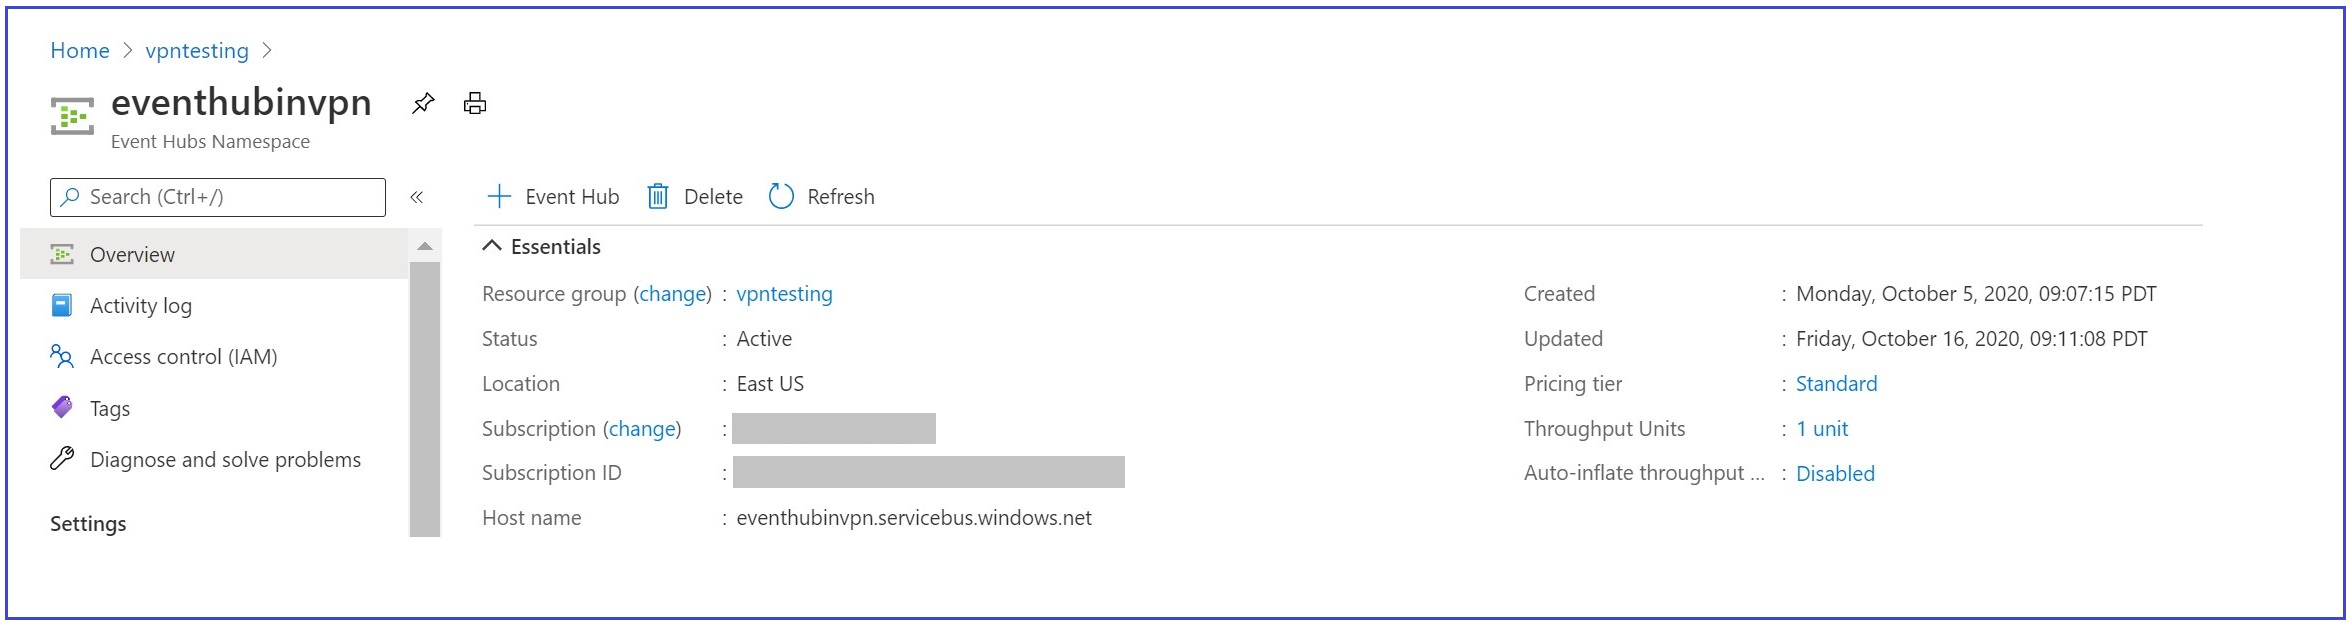 Home > vpntesting >
eventhubinvpn
Event Hubs Namespace
Search (Ctrl+/)
«
Event Hub
Delete
Refresh
Overview
Activity log
Access control (IAM)
Tags
Diagnose and solve problems
Settings
Essentials
Resource group (change) : vpntesting
Status : Active
Location : East US
Subscription (change) :
Subscription ID :
Host name : eventhubinvpn.servicebus.windows.net
Created : Monday, October 5, 2020, 09:07:15 PDT
Updated : Friday, October 16, 2020, 09:11:08 PDT
Pricing tier : Standard
Throughput Units : 1 unit
Auto-inflate throughput ... : Disabled